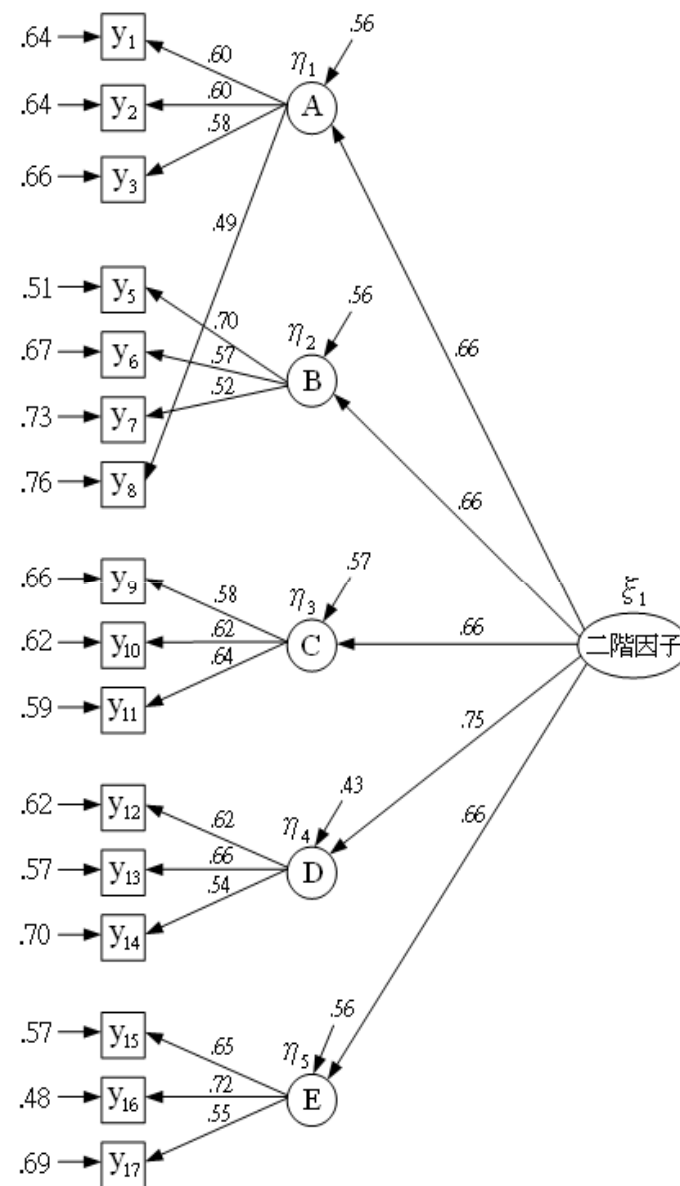 .64 y₁ .60 η₁ .56
.64 y₂ .60 A
.66 y₃ .58
.49
.51 y₅ .70 η₂ .56
.67 y₆ .57 B
.73 y₇ .52
.76 y₈
.66
.66
.66 y₉ .58 η₃ .57
.62 y₁₀ .62 C .66
.59 y₁₁ .64
ξ₁
二階因子
.75
.62 y₁₂ .62 η₄ .43
.57 y₁₃ .66 D
.70 y₁₄ .54
.66
.57 y₁₅ .65 η₅ .56
.48 y₁₆ .72 E
.69 y₁₇ .55